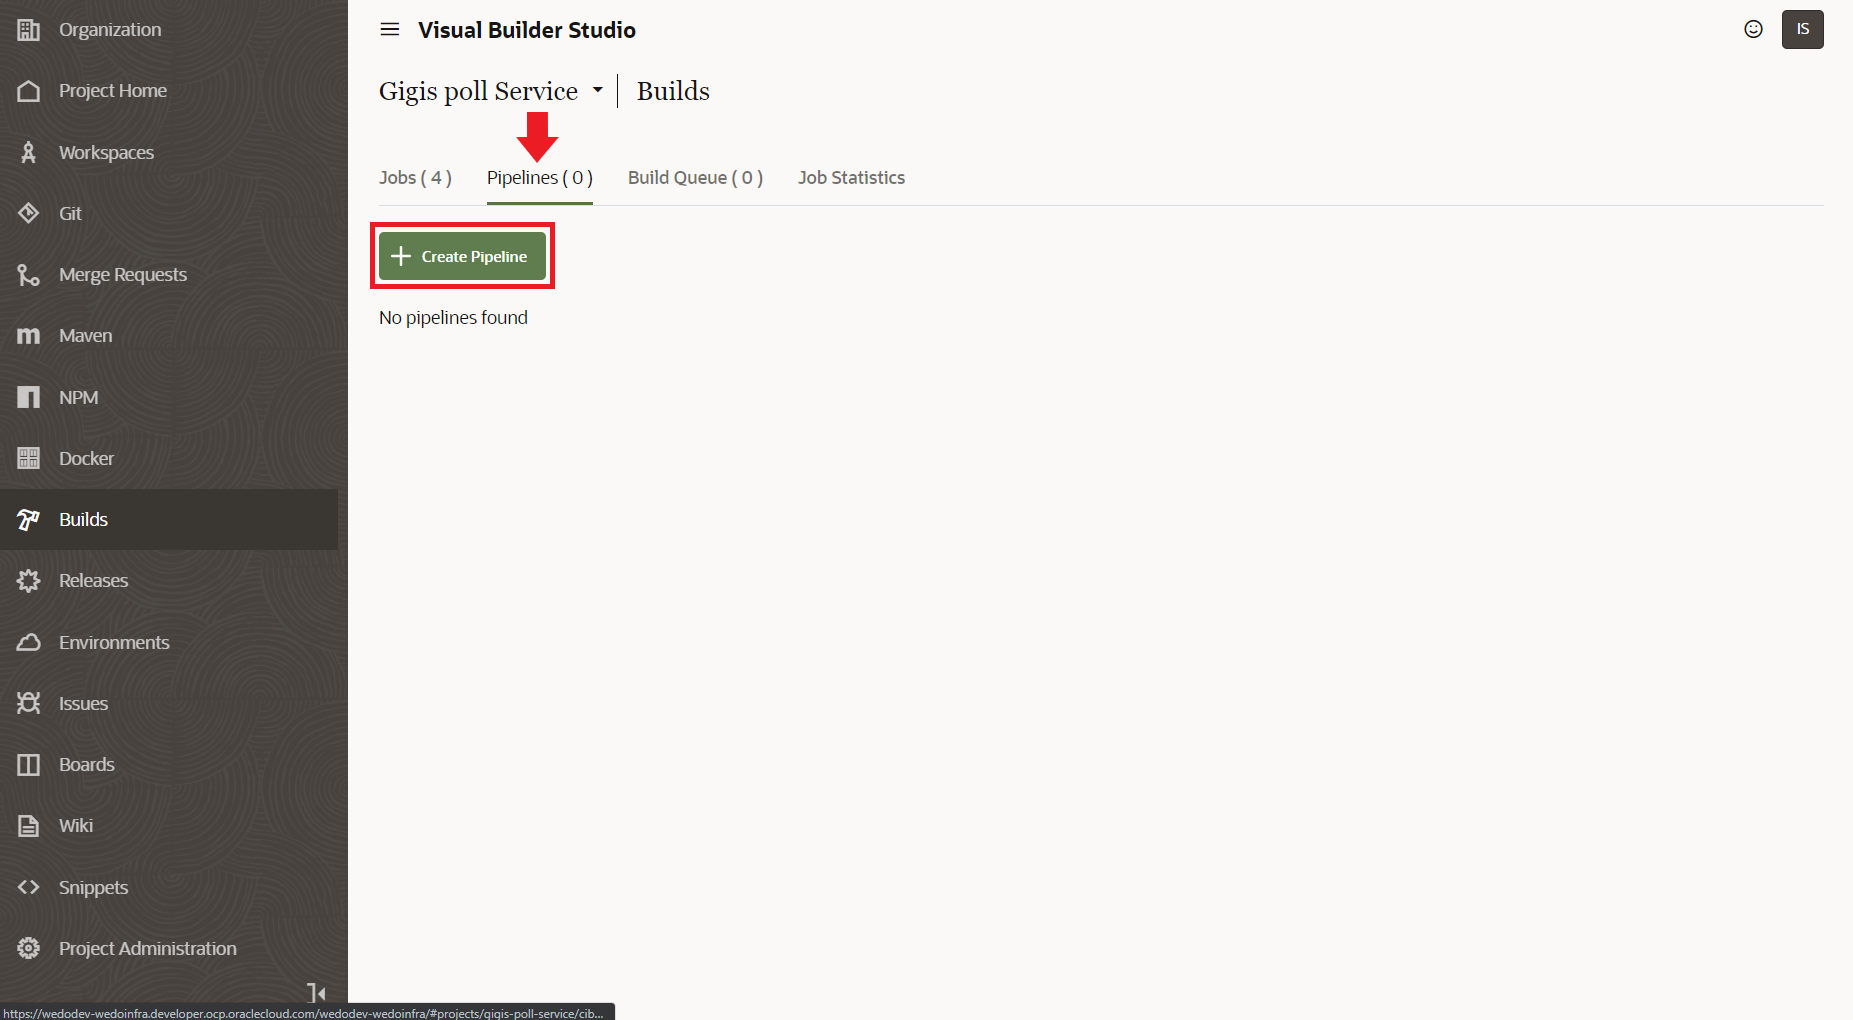 Organization
Project Home
Workspaces
Git
Merge Requests
Maven
NPM
Docker
Builds
Releases
Environments
Issues
Boards
Wiki
Snippets
Project Administration
Visual Builder Studio
IS
Gigis poll Service
Builds
Jobs ( 4 )
Pipelines ( 0 )
Build Queue ( 0 )
Job Statistics
Create Pipeline
No pipelines found
https://wedodev-wedoinfra.developer.ocp.oraclecloud.com/wedodev-wedoinfra/#projects/gigis-poll-service/cib...